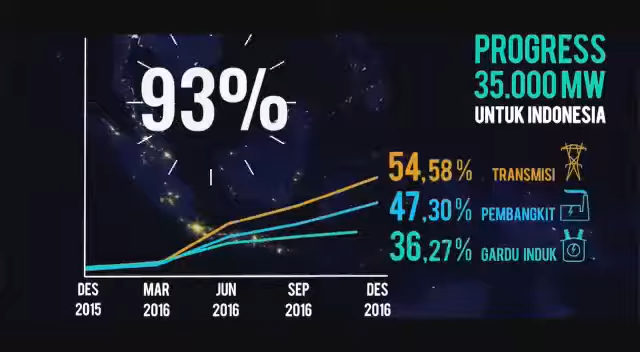 93%
PROGRESS
35.000 MW
UNTUK INDONESIA
54,58% TRANSMISI
47,30% PEMBANGKIT
36,27% GARDU INDUK
DES MAR JUN SEP DES
2015 2016 2016 2016 2016